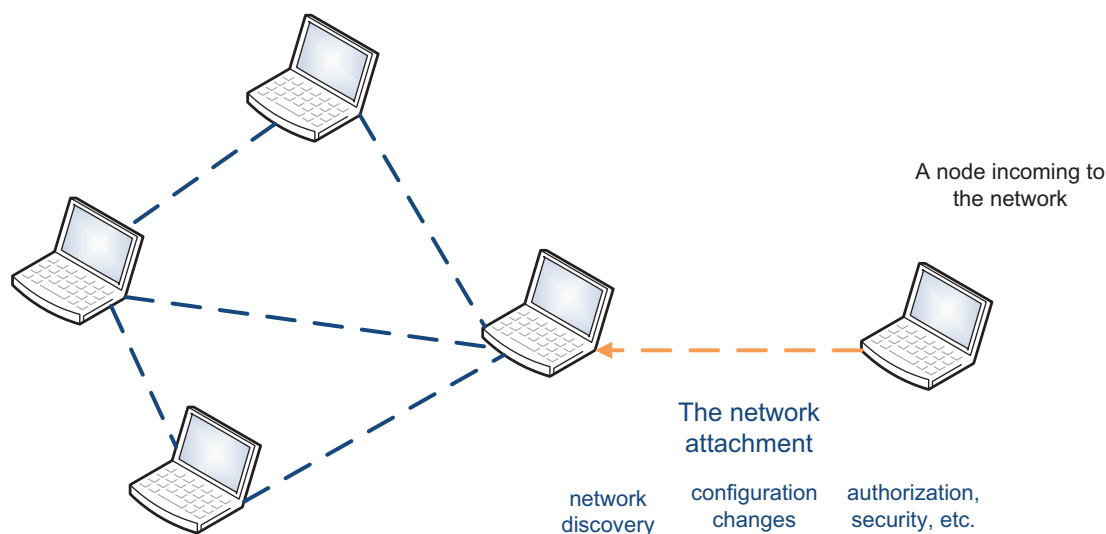 A node incoming to
the network
The network
attachment
network
discovery
configuration
changes
authorization,
security, etc.